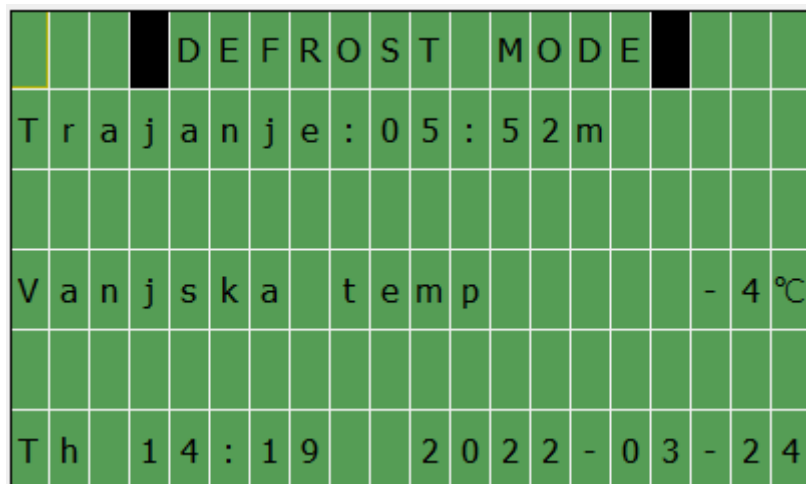 DEFROST MODE
Trajanje:05:52m
Vanjska temp -4℃
Th 14:19 2022-03-24